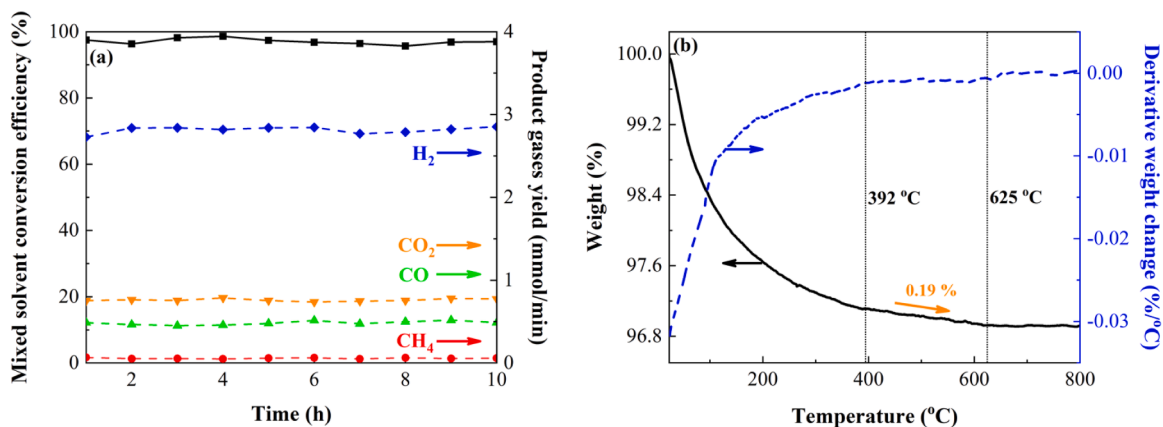 (a)
Mixed solvent conversion efficiency (%)
100
80
60
40
20
0
H₂
CO₂
CO
CH₄
4
3
2
1
0
Product gases yield (mmol/min)
2
4
6
8
10
Time (h)
(b)
Weight (%)
100.0
99.2
98.4
97.6
96.8
392 °C
625 °C
0.19 %
0.00
-0.01
-0.02
-0.03
Derivative weight change (%/°C)
200
400
600
800
Temperature (°C)